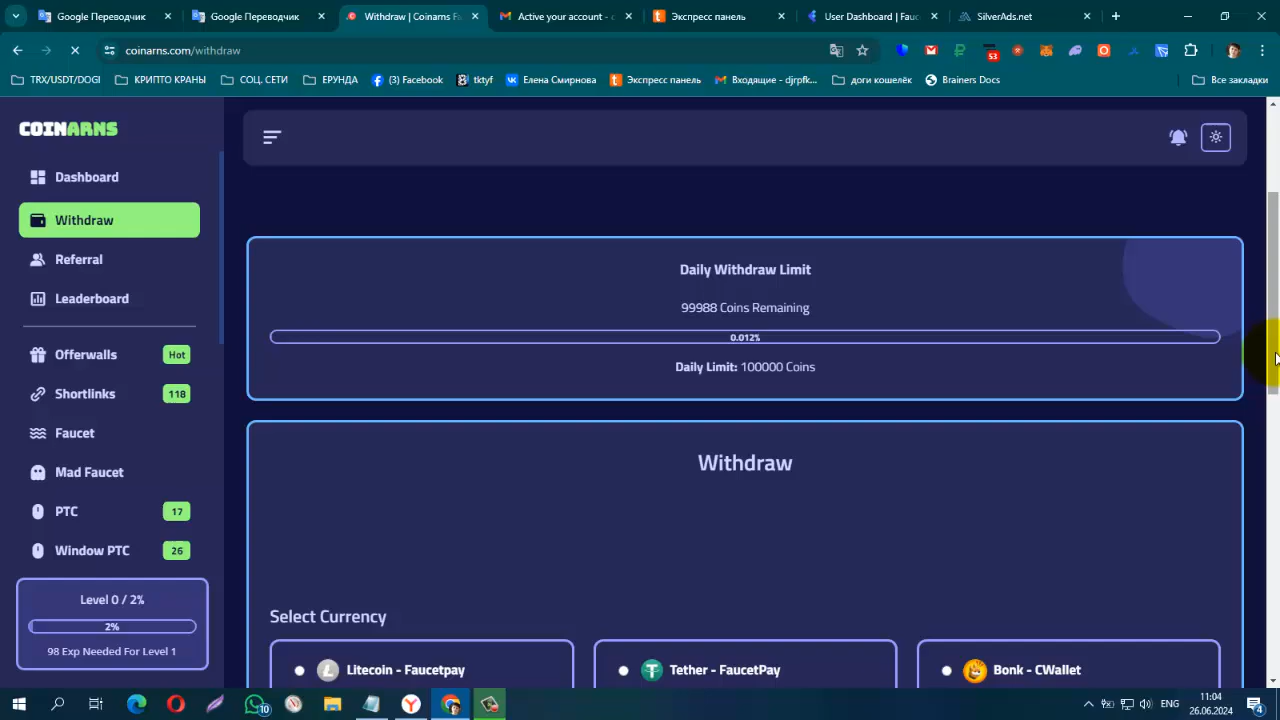 Google Переводчик
Google Переводчик
Withdraw | Coinarns Fa
Active your account - c
Экспресс панель
User Dashboard | Fauc
SilverAds.net
coinarns.com/withdraw
53
TRX/USDT/DOGI
КРИПТО КРАНЫ
СОЦ. СЕТИ
ЕРУНДА
(3) Facebook
tktyf
Елена Смирнова
Экспресс панель
Входящие - djrpfk...
доги кошелёк
Brainers Docs
Все закладки
COINARNS
Dashboard
Withdraw
Referral
Leaderboard
Offerwalls Hot
Shortlinks 118
Faucet
Mad Faucet
PTC 17
Window PTC 26
Level 0 / 2%
2%
98 Exp Needed For Level 1
Daily Withdraw Limit
99988 Coins Remaining
0.012%
Daily Limit: 100000 Coins
Withdraw
Select Currency
Litecoin - Faucetpay
Tether - FaucetPay
Bonk - CWallet
10
ENG
11:04
26.06.2024
4